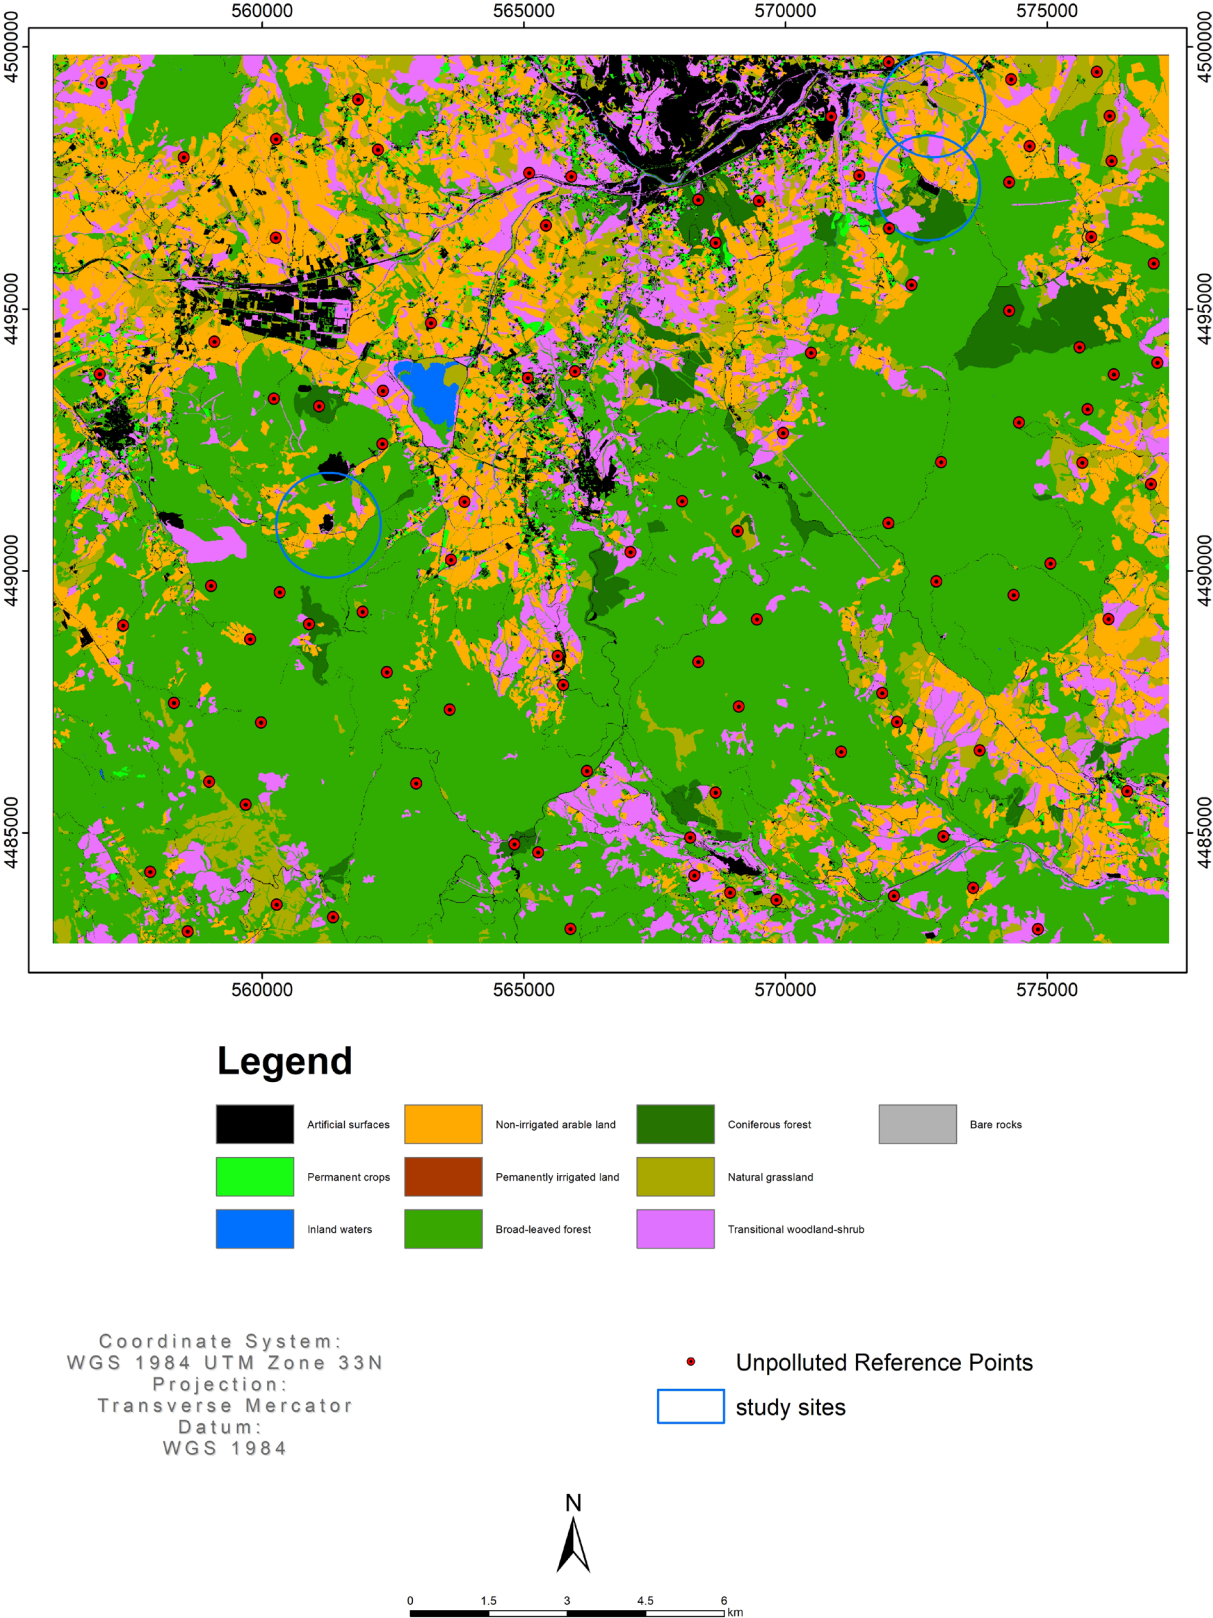 560000 565000 570000 575000
4500000 4500000
4495000 4495000
4490000 4490000
4485000 4485000
560000 565000 570000 575000
Legend
Artificial surfaces Non-irrigated arable land Coniferous forest Bare rocks
Permanent crops Pemanently irrigated land Natural grassland
Inland waters Broad-leaved forest Transitional woodland-shrub
Coordinate System:
WGS 1984 UTM Zone 33N
Projection:
Transverse Mercator
Datum:
WGS 1984
Unpolluted Reference Points
study sites
N
0 1.5 3 4.5 6
km